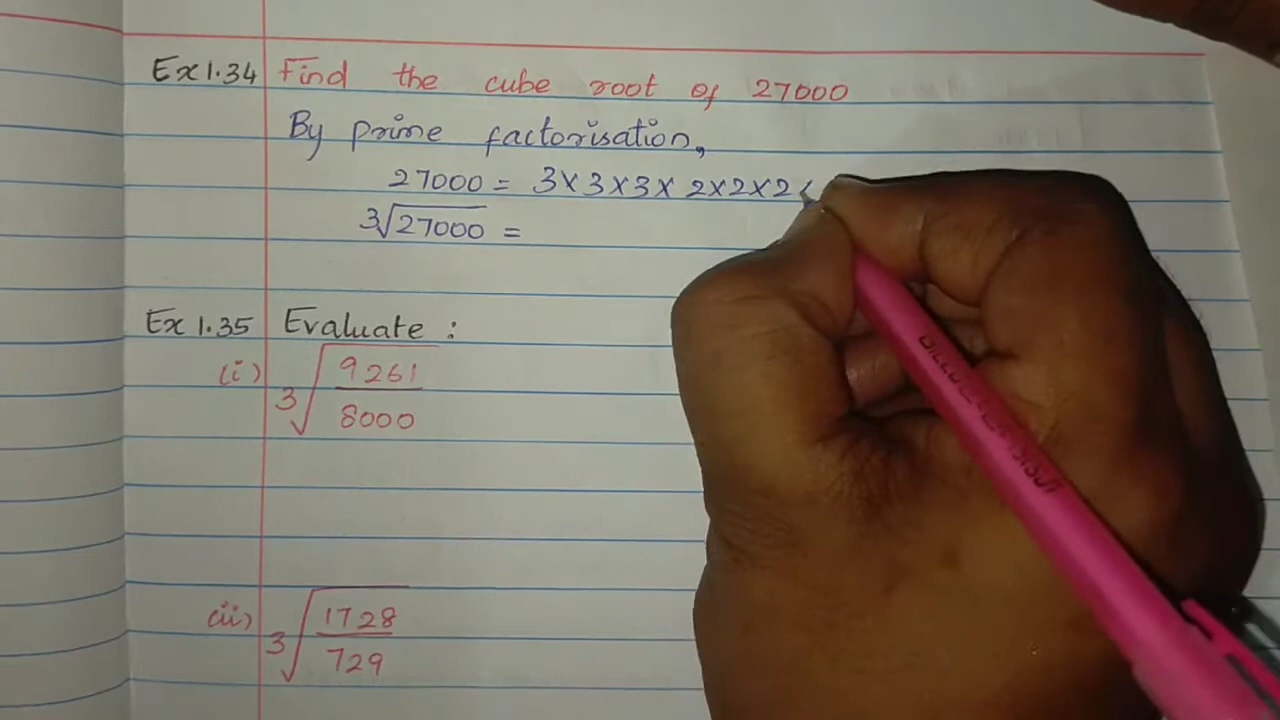 Ex 1.34 Find the cube root of 27000
By prime factorisation,
27000 = 3×3×3× 2×2×2
3√27000 =
Ex 1.35 Evaluate :
(i) 3√9261
8000
(ii) 3√1728
729